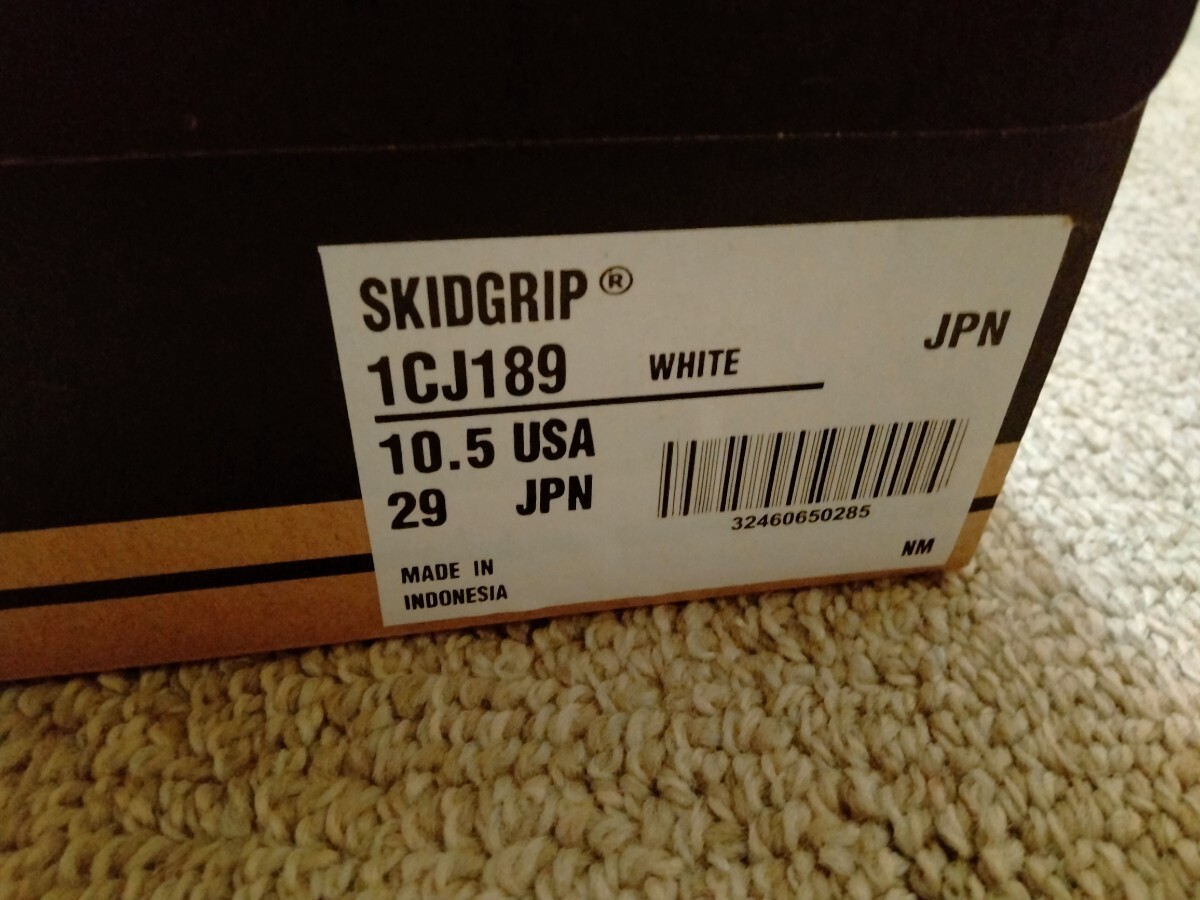 SKIDGRIP®
1CJ189 WHITE JPN
10.5 USA
29 JPN
32460650285
MADE IN
INDONESIA
NM